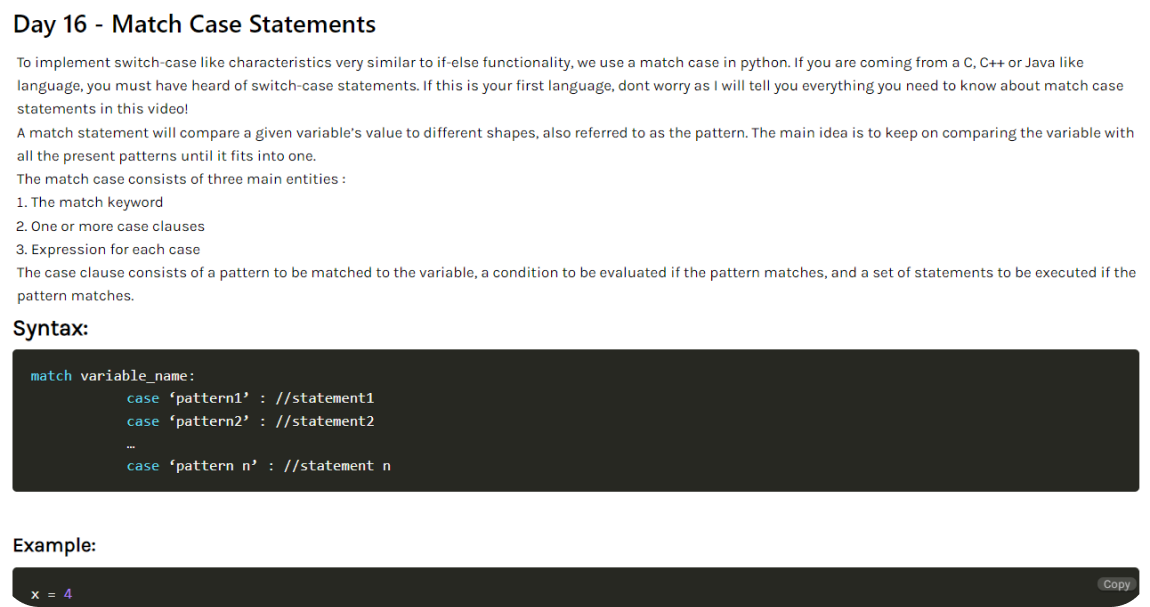 Day 16 - Match Case Statements
To implement switch-case like characteristics very similar to if-else functionality, we use a match case in python. If you are coming from a C, C++ or Java like
language, you must have heard of switch-case statements. If this is your first language, dont worry as I will tell you everything you need to know about match case
statements in this video!
A match statement will compare a given variable’s value to different shapes, also referred to as the pattern. The main idea is to keep on comparing the variable with
all the present patterns until it fits into one.
The match case consists of three main entities :
1. The match keyword
2. One or more case clauses
3. Expression for each case
The case clause consists of a pattern to be matched to the variable, a condition to be evaluated if the pattern matches, and a set of statements to be executed if the
pattern matches.
Syntax:
match variable_name:
case ‘pattern1’ : //statement1
case ‘pattern2’ : //statement2
…
case ‘pattern n’ : //statement n
Example:
Copy
x = 4